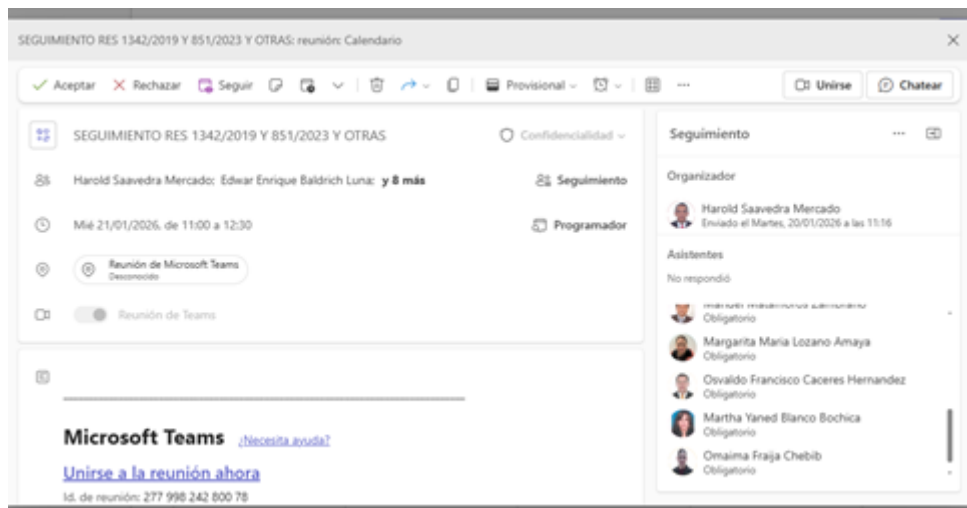 SEGUIMIENTO RES 1342/2019 Y 851/2023 Y OTRAS: reunión: Calendario
Aceptar Rechazar Seguir Provisional Unirse Chatear
SEGUIMIENTO RES 1342/2019 Y 851/2023 Y OTRAS Confidencialidad
Harold Saavedra Mercado; Edwar Enrique Baldrich Luna; y 8 más Seguimiento
Mié 21/01/2026, de 11:00 a 12:30 Programador
Reunión de Microsoft Teams
Desconocido
Reunión de Teams
Microsoft Teams ¿Necesita ayuda?
Unirse a la reunión ahora
Id. de reunión: 277 998 242 800 78
Seguimiento
Organizador
Harold Saavedra Mercado
Enviado el Martes, 20/01/2026 a las 11:16
Asistentes
No respondió
Manuel Matamoros Zambrano
Obligatorio
Margarita Maria Lozano Amaya
Obligatorio
Osvaldo Francisco Caceres Hernandez
Obligatorio
Martha Yaned Blanco Bochica
Obligatorio
Omaima Fraija Chebib
Obligatorio